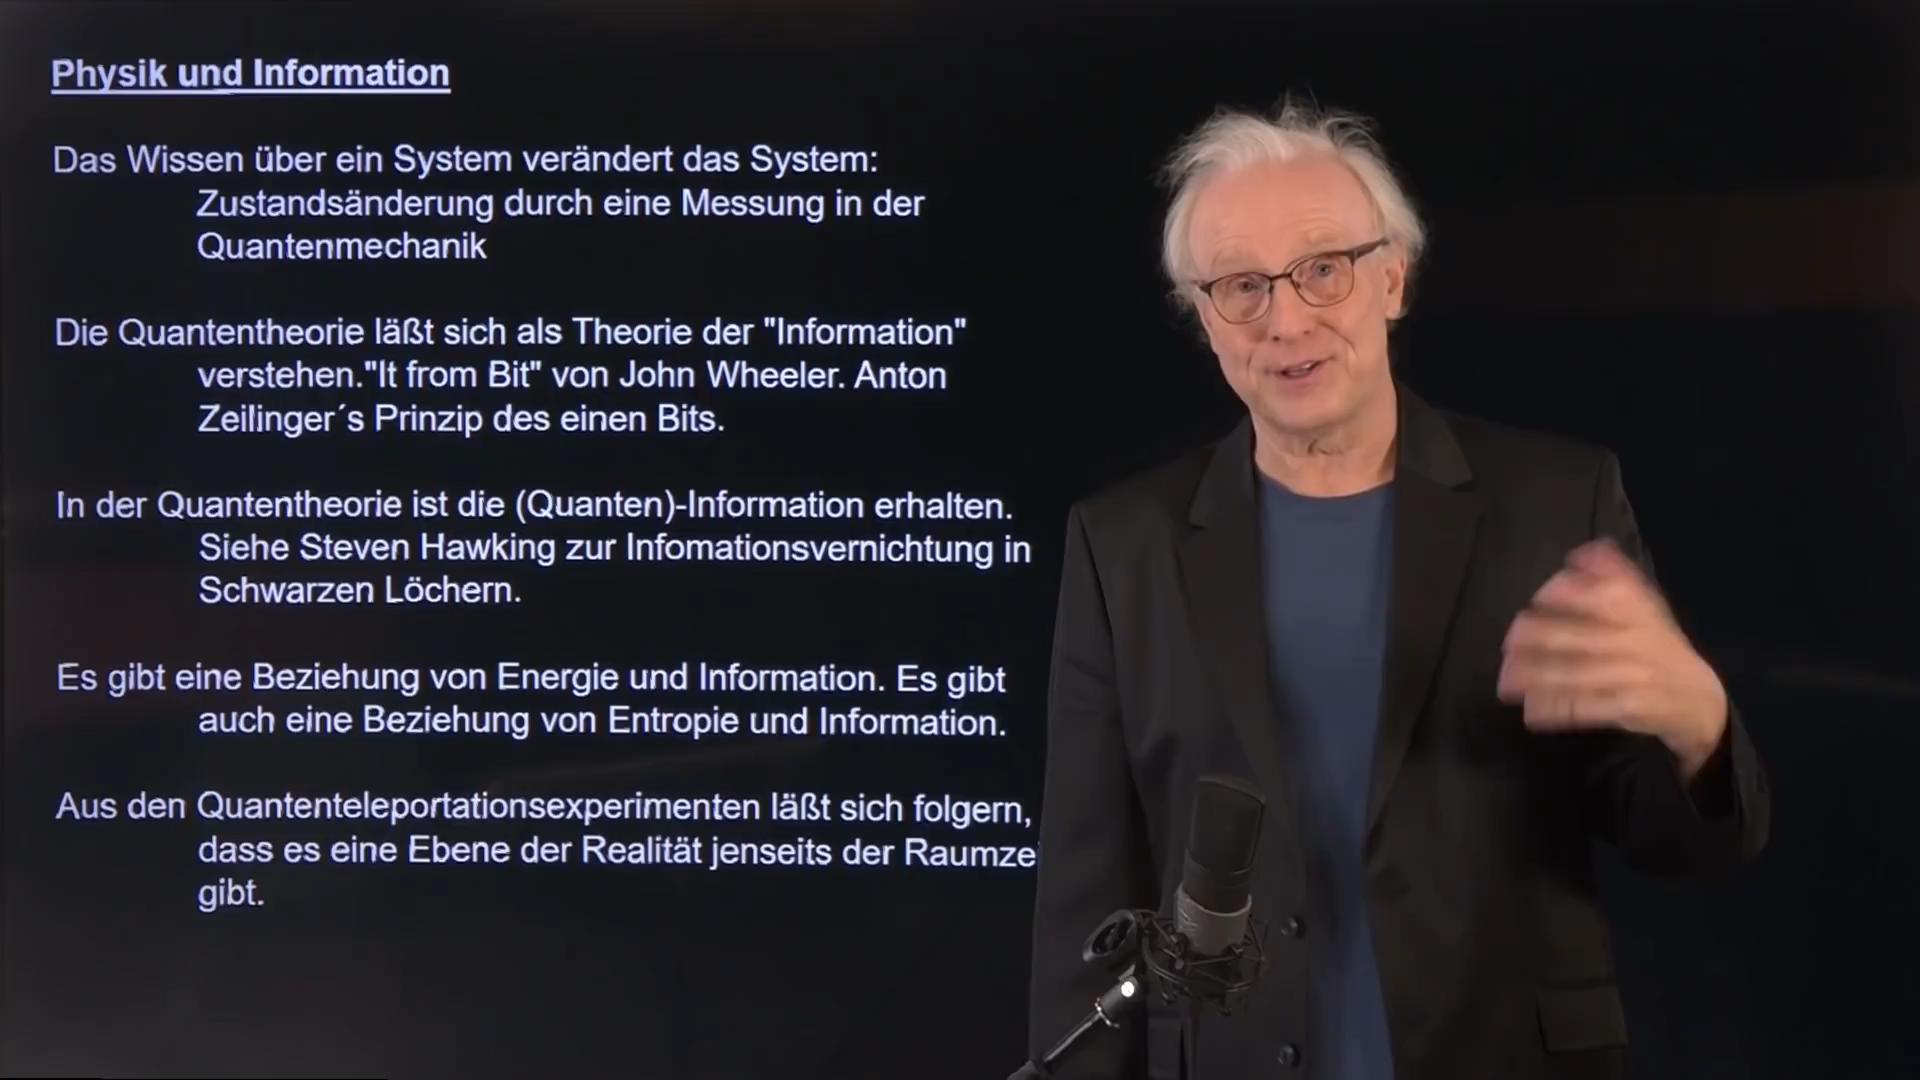 Physik und Information
Das Wissen über ein System verändert das System:
Zustandsänderung durch eine Messung in der
Quantenmechanik
Die Quantentheorie läßt sich als Theorie der "Information"
verstehen."It from Bit" von John Wheeler. Anton
Zeilinger´s Prinzip des einen Bits.
In der Quantentheorie ist die (Quanten)-Information erhalten.
Siehe Steven Hawking zur Infomationsvernichtung in
Schwarzen Löchern.
Es gibt eine Beziehung von Energie und Information. Es gibt
auch eine Beziehung von Entropie und Information.
Aus den Quantenteleportationsexperimenten läßt sich folgern,
dass es eine Ebene der Realität jenseits der
gibt.